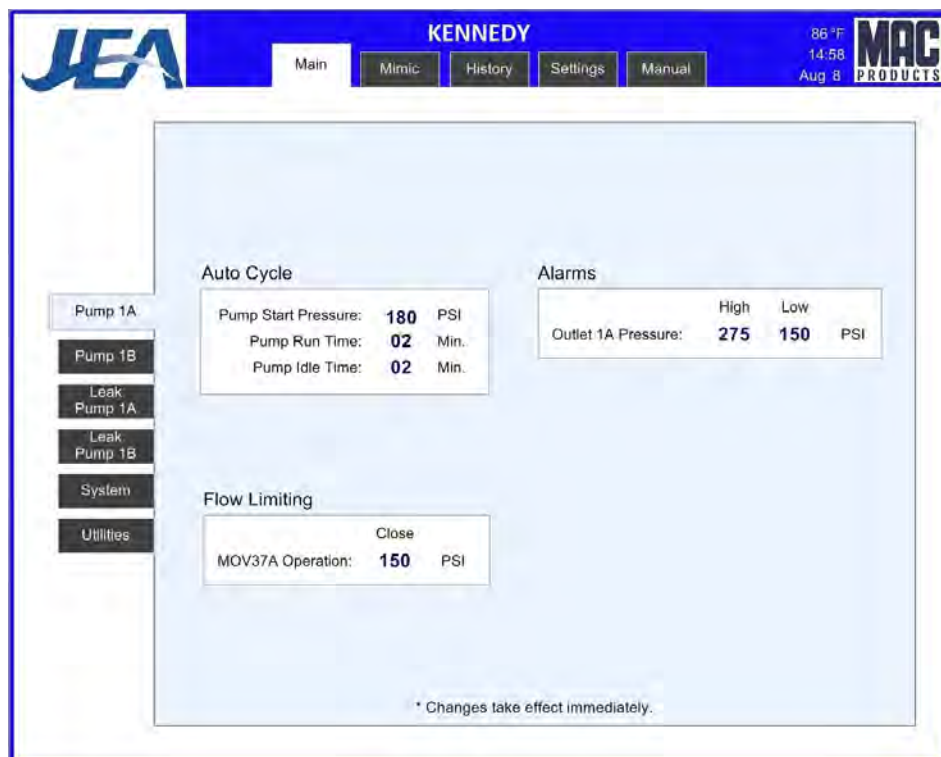 JEA
KENNEDY
Main Mimic History Settings Manual
86 °F
14:58
Aug 8
MAC
PRODUCTS
Pump 1A
Pump 1B
Leak
Pump 1A
Leak
Pump 1B
System
Utilities
Auto Cycle
Pump Start Pressure: 180 PSI
Pump Run Time: 02 Min.
Pump Idle Time: 02 Min.
Alarms
High Low
Outlet 1A Pressure: 275 150 PSI
Flow Limiting
Close
MOV37A Operation: 150 PSI
* Changes take effect immediately.